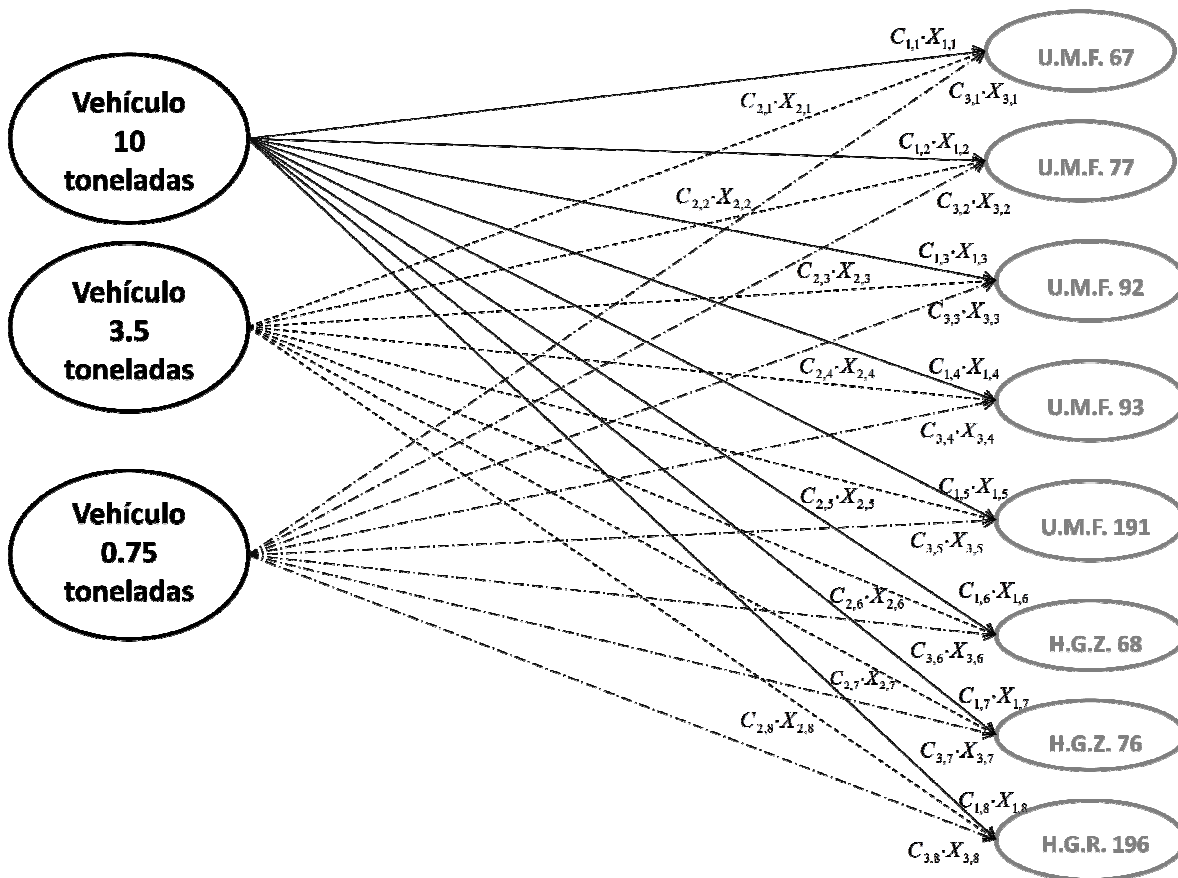 Vehículo
10
toneladas
Vehículo
3.5
toneladas
Vehículo
0.75
toneladas
C1,1·X1,1
C2,1·X2,1
C3,1·X3,1
C1,2·X1,2
C2,2·X2,2
C3,2·X3,2
C1,3·X1,3
C2,3·X2,3
C3,3·X3,3
C1,4·X1,4
C2,4·X2,4
C3,4·X3,4
C1,5·X1,5
C2,5·X2,5
C3,5·X3,5
C1,6·X1,6
C2,6·X2,6
C3,6·X3,6
C1,7·X1,7
C2,7·X2,7
C3,7·X3,7
C1,8·X1,8
C2,8·X2,8
C3.8·X3,8
U.M.F. 67
U.M.F. 77
U.M.F. 92
U.M.F. 93
U.M.F. 191
H.G.Z. 68
H.G.Z. 76
H.G.R. 196